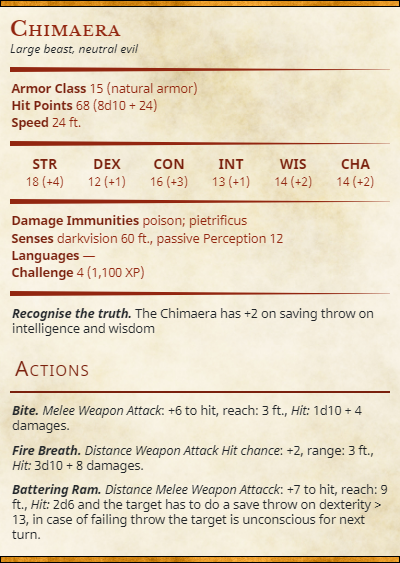 Chimaera
Large beast, neutral evil
Armor Class 15 (natural armor)
Hit Points 68 (8d10 + 24)
Speed 24 ft.
STR DEX CON INT WIS CHA
18 (+4) 12 (+1) 16 (+3) 13 (+1) 14 (+2) 14 (+2)
Damage Immunities poison; pietrificus
Senses darkvision 60 ft., passive Perception 12
Languages —
Challenge 4 (1,100 XP)
Recognise the truth. The Chimaera has +2 on saving throw on
intelligence and wisdom
Actions
Bite. Melee Weapon Attack: +6 to hit, reach: 3 ft., Hit: 1d10 + 4
damages.
Fire Breath. Distance Weapon Attack Hit chance: +2, range: 3 ft.,
Hit: 3d10 + 8 damages.
Battering Ram. Distance Melee Weapon Attacck: +7 to hit, reach: 9
ft., Hit: 2d6 and the target has to do a save throw on dexterity >
13, in case of failing throw the target is unconscious for next
turn.